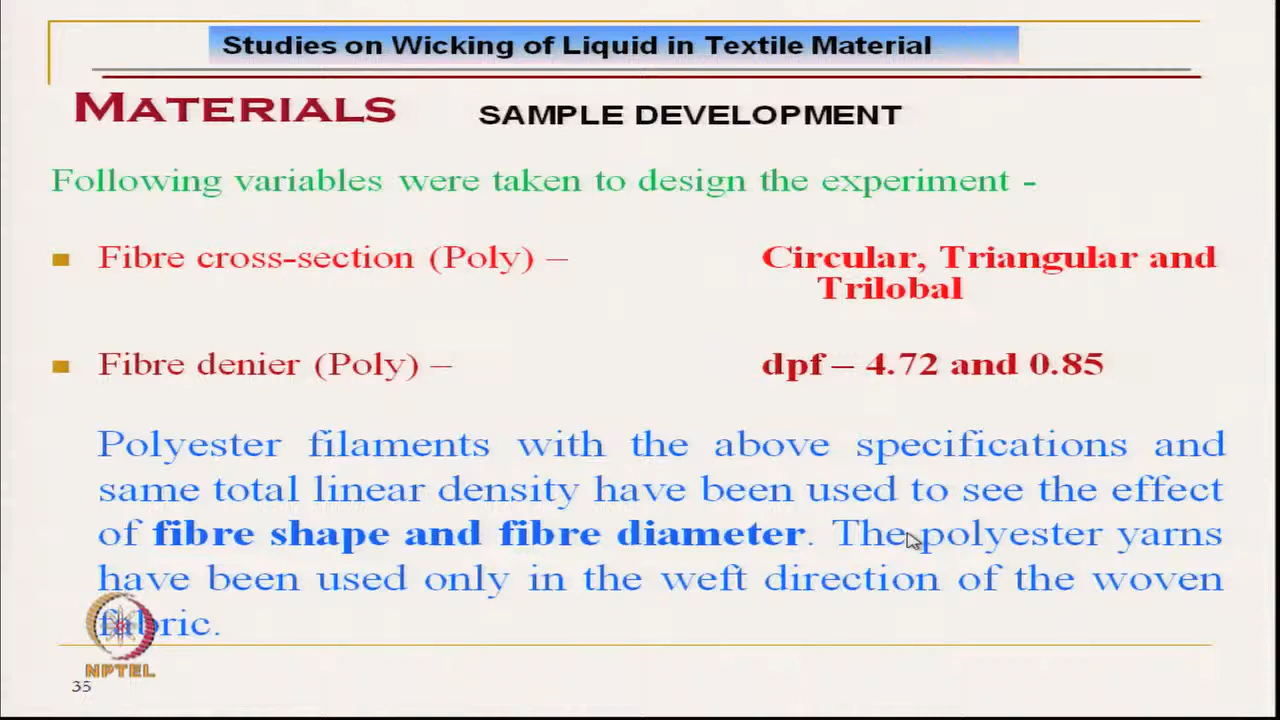 Studies on Wicking of Liquid in Textile Material
MATERIALS SAMPLE DEVELOPMENT
Following variables were taken to design the experiment -
Fibre cross-section (Poly) – Circular, Triangular and
Trilobal
Fibre denier (Poly) – dpf – 4.72 and 0.85
Polyester filaments with the above specifications and
same total linear density have been used to see the effect
of fibre shape and fibre diameter. The polyester yarns
have been used only in the weft direction of the woven
fabric.
NPTEL
35